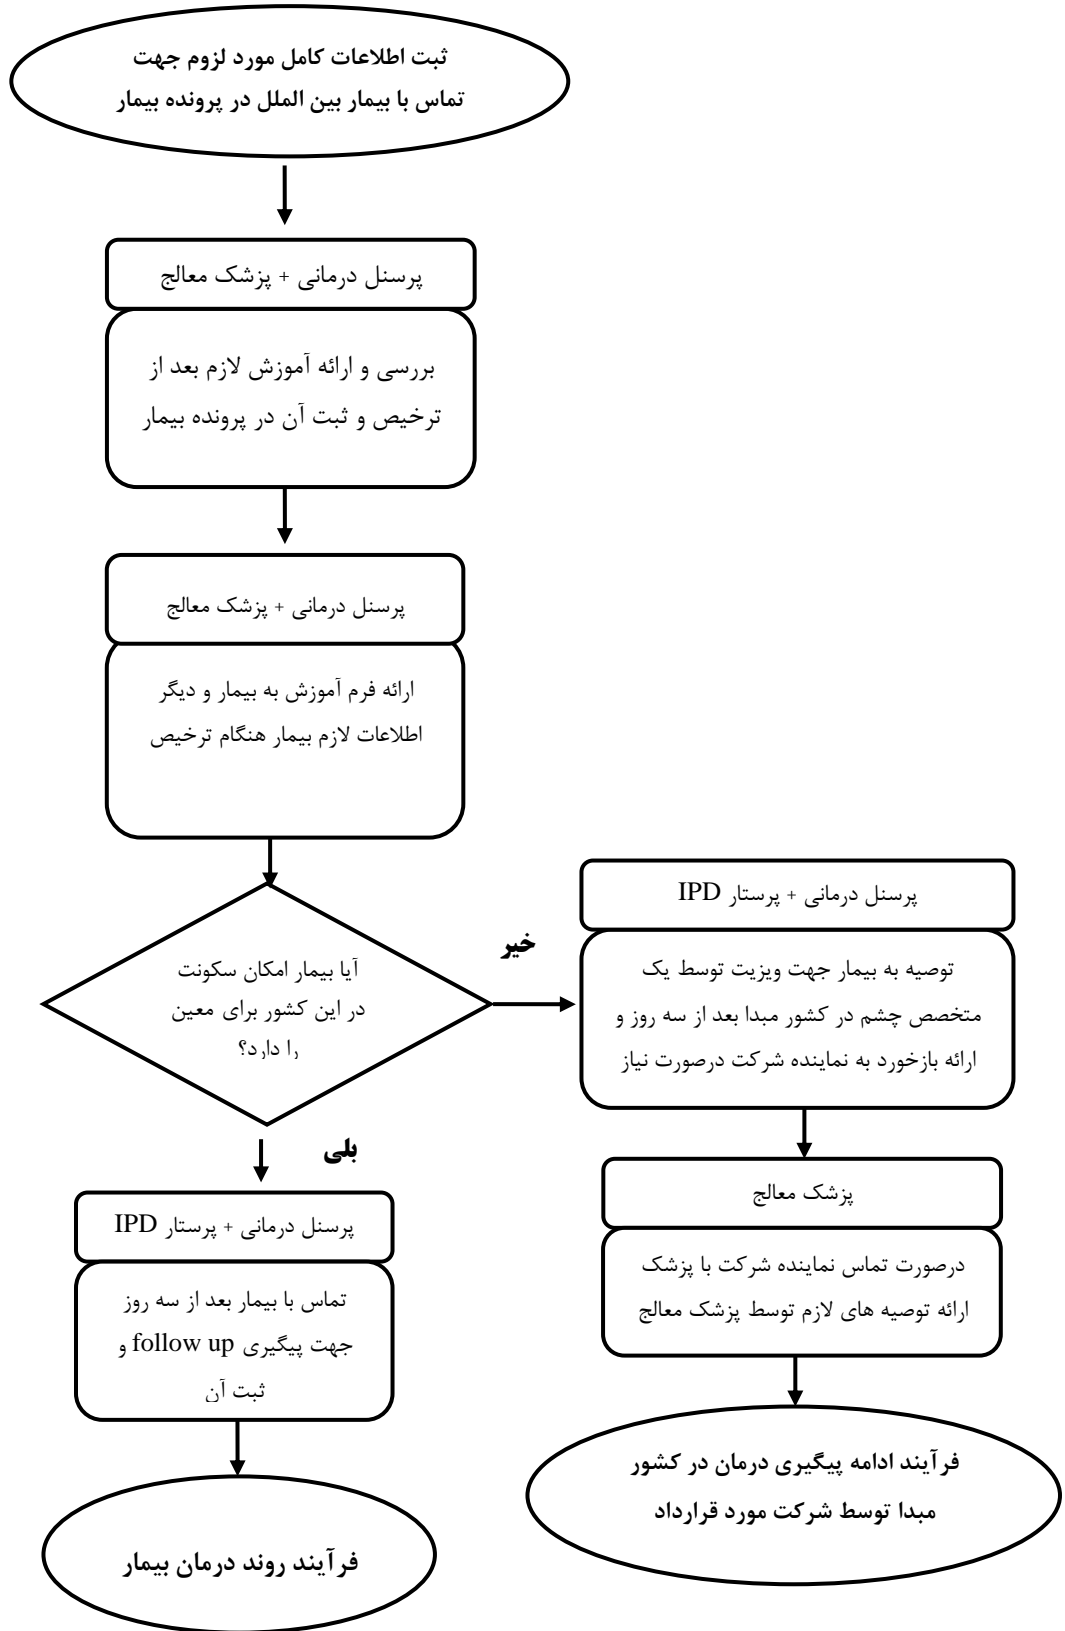 ثبت اطلاعات کامل مورد لزوم جهت
تماس با بیمار بین الملل در پرونده بیمار
پرسنل درمانی + پزشک معالج
بررسی و ارائه آموزش لازم بعد از
ترخیص و ثبت آن در پرونده بیمار
پرسنل درمانی + پزشک معالج
ارائه فرم آموزش به بیمار و دیگر
اطلاعات لازم بیمار هنگام ترخیص
آیا بیمار امکان سکونت
در این کشور برای معین
را دارد؟
خیر
پرسنل درمانی + پرستار IPD
توصیه به بیمار جهت ویزیت توسط یک
متخصص چشم در کشور مبدا بعد از سه روز و
ارائه بازخورد به نماینده شرکت درصورت نیاز
پزشک معالج
درصورت تماس نماینده شرکت با پزشک
ارائه توصیه های لازم توسط پزشک معالج
فرآیند ادامه پیگیری درمان در کشور
مبدا توسط شرکت مورد قرارداد
بلی
پرسنل درمانی + پرستار IPD
تماس با بیمار بعد از سه روز
جهت پیگیری follow up و
ثبت آن
فرآیند روند درمان بیمار